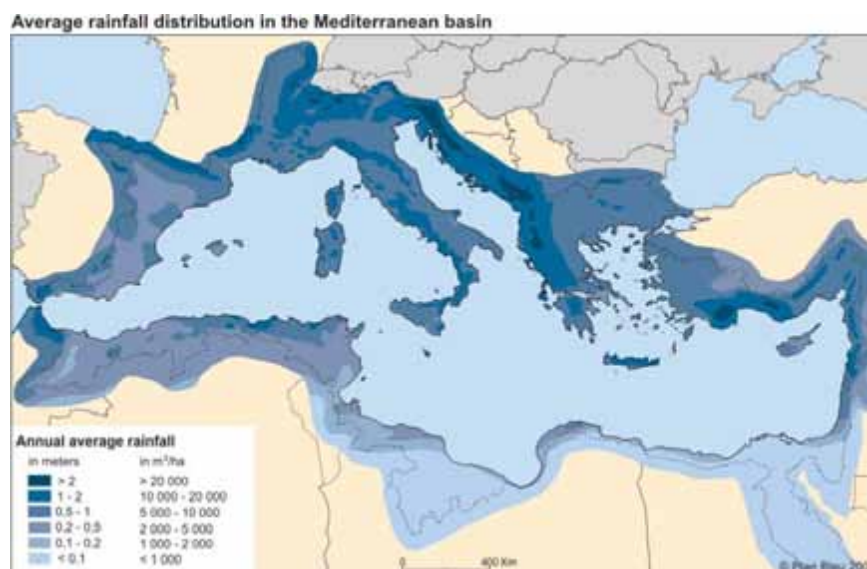 Average rainfall distribution in the Mediterranean basin
Annual average rainfall
in meters in m³/ha
> 2 > 20 000
1 - 2 10 000 - 20 000
0,5 - 1 5 000 - 10 000
0,2 - 0,5 2 000 - 5 000
0,1 - 0,2 1 000 - 2 000
< 0.1 < 1 000
0 400 Km
© Plan Bleu